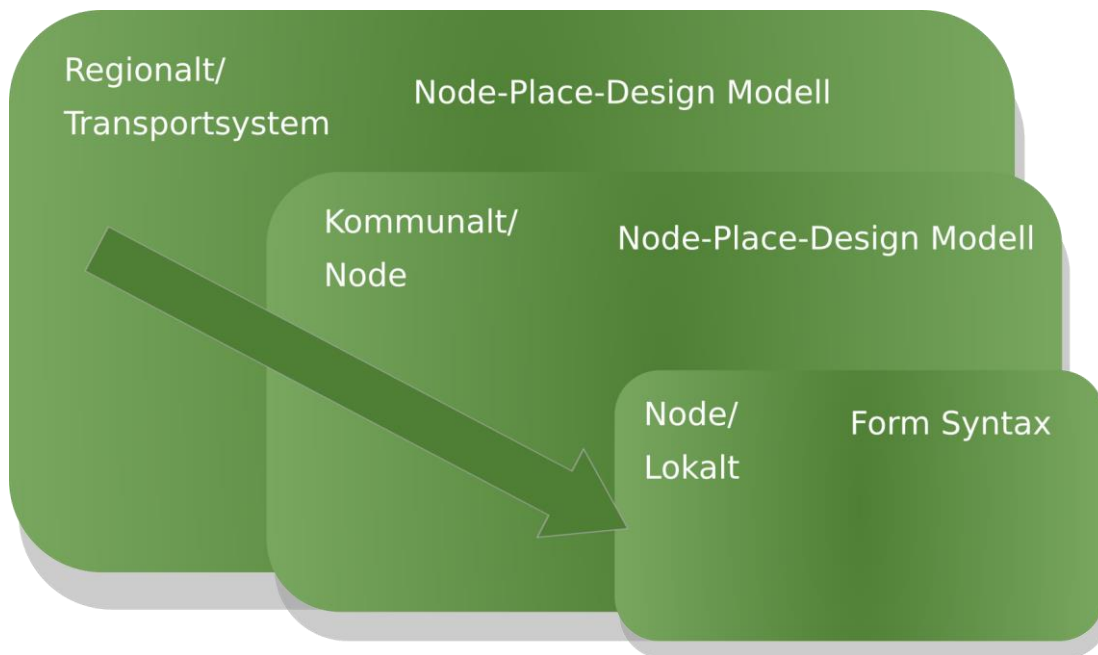 Regionalt/
Transportsystem
Node-Place-Design Modell
Kommunalt/
Node
Node-Place-Design Modell
Node/
Lokalt
Form Syntax